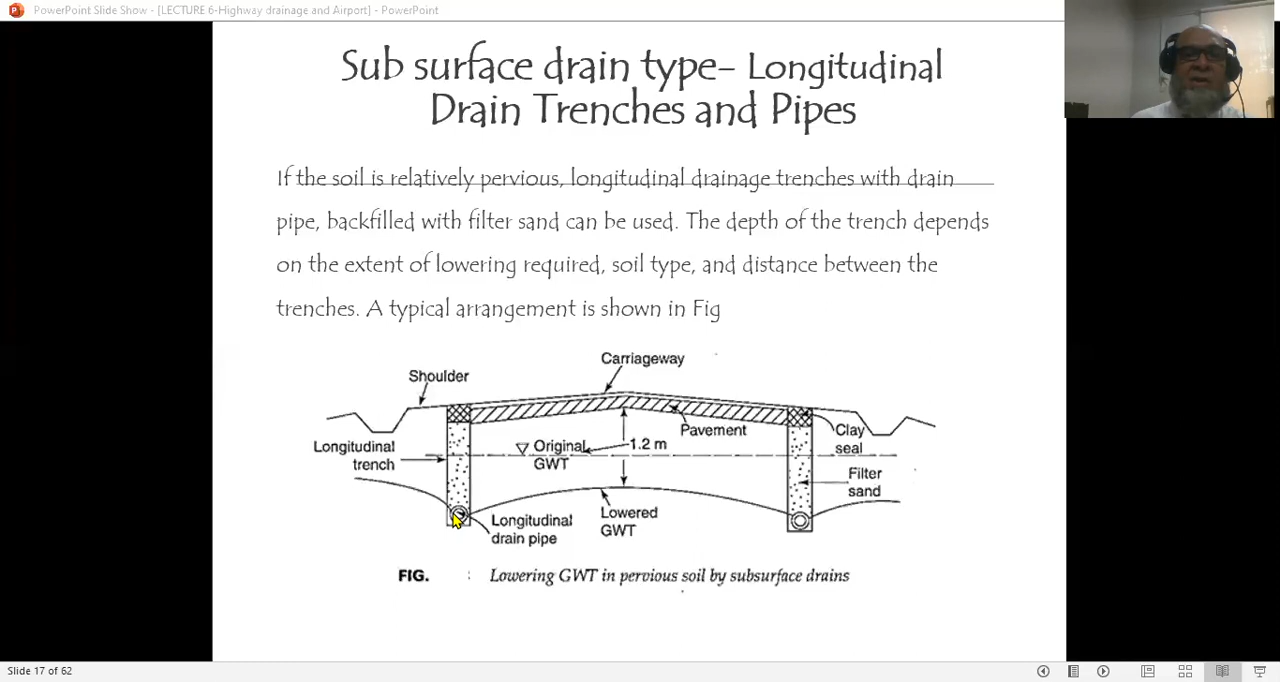 PowerPoint Slide Show - [LECTURE 6-Highway drainage and Airport] - PowerPoint
Sub surface drain type- Longitudinal
Drain Trenches and Pipes
If the soil is relatively pervious, longitudinal drainage trenches with drain
pipe, backfilled with filter sand can be used. The depth of the trench depends
on the extent of lowering required, soil type, and distance between the
trenches. A typical arrangement is shown in Fig
Carriageway
Shoulder
Pavement
Clay
seal
Longitudinal
trench
Original
GWT
1.2 m
Filter
sand
Longitudinal
drain pipe
Lowered
GWT
FIG. : Lowering GWT in pervious soil by subsurface drains
Slide 17 of 62